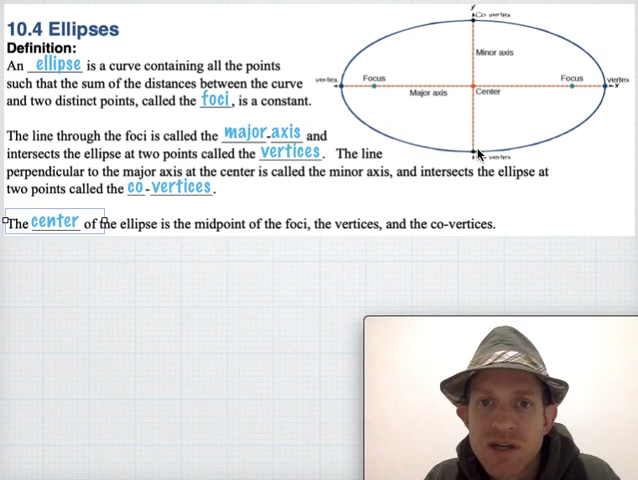 10.4 Ellipses
Definition:
An ellipse is a curve containing all the points
such that the sum of the distances between the curve
and two distinct points, called the foci, is a constant.
The line through the foci is called the major axis and
intersects the ellipse at two points called the vertices. The line
perpendicular to the major axis at the center is called the minor axis, and intersects the ellipse at
two points called the co-vertices.
The center of the ellipse is the midpoint of the foci, the vertices, and the co-vertices.
y
Co vertex
Minor axis
vertex
Focus
Focus
vertex
x
Major axis
Center
vertex